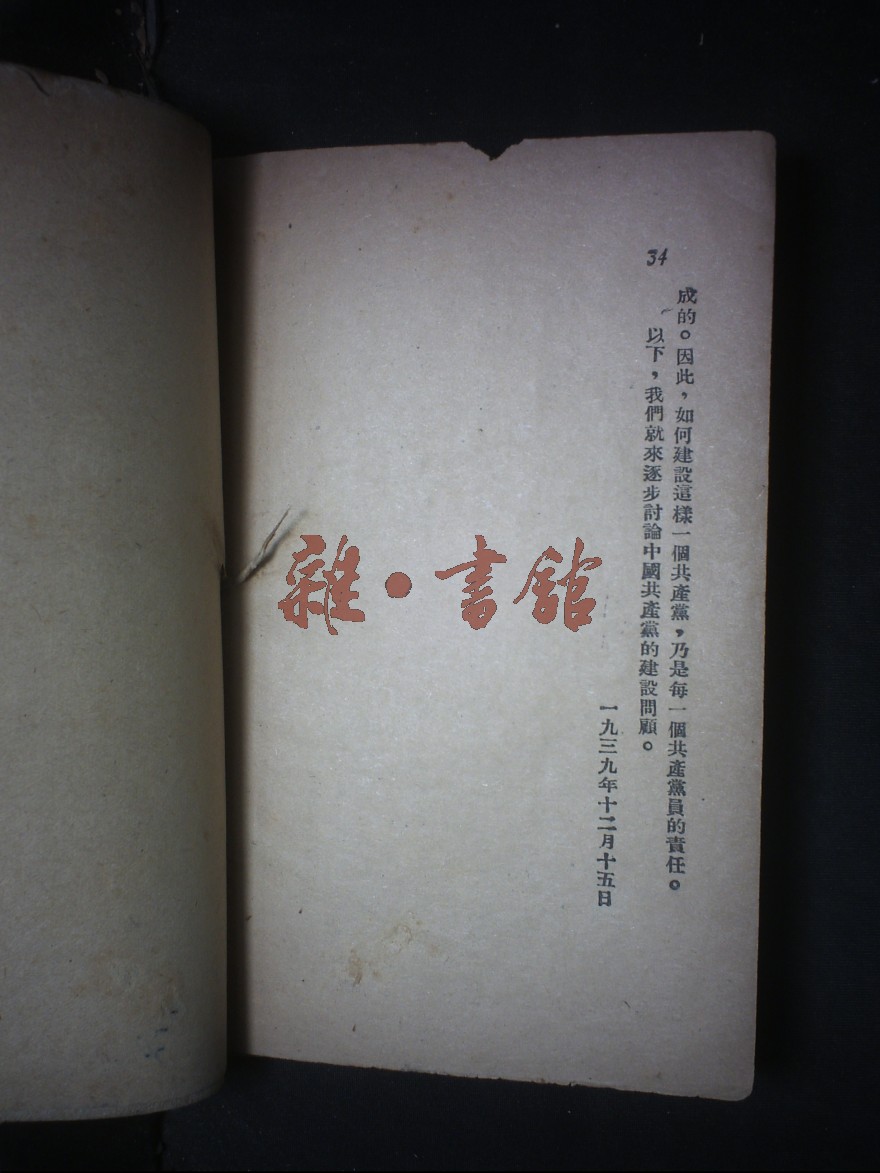 34
成的。因此，如何建設這樣一個共產黨，乃是每一個共產黨員的責任。
以下，我們就來逐步討論中國共產黨的建設問顧。
一九三九年十二月十五日
雜·書館